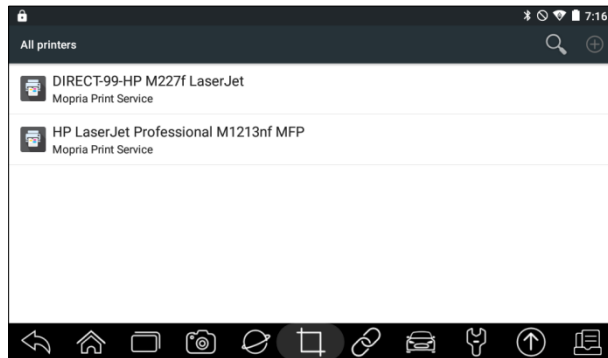 7:16
All printers
DIRECT-99-HP M227f LaserJet
Mopria Print Service
HP LaserJet Professional M1213nf MFP
Mopria Print Service